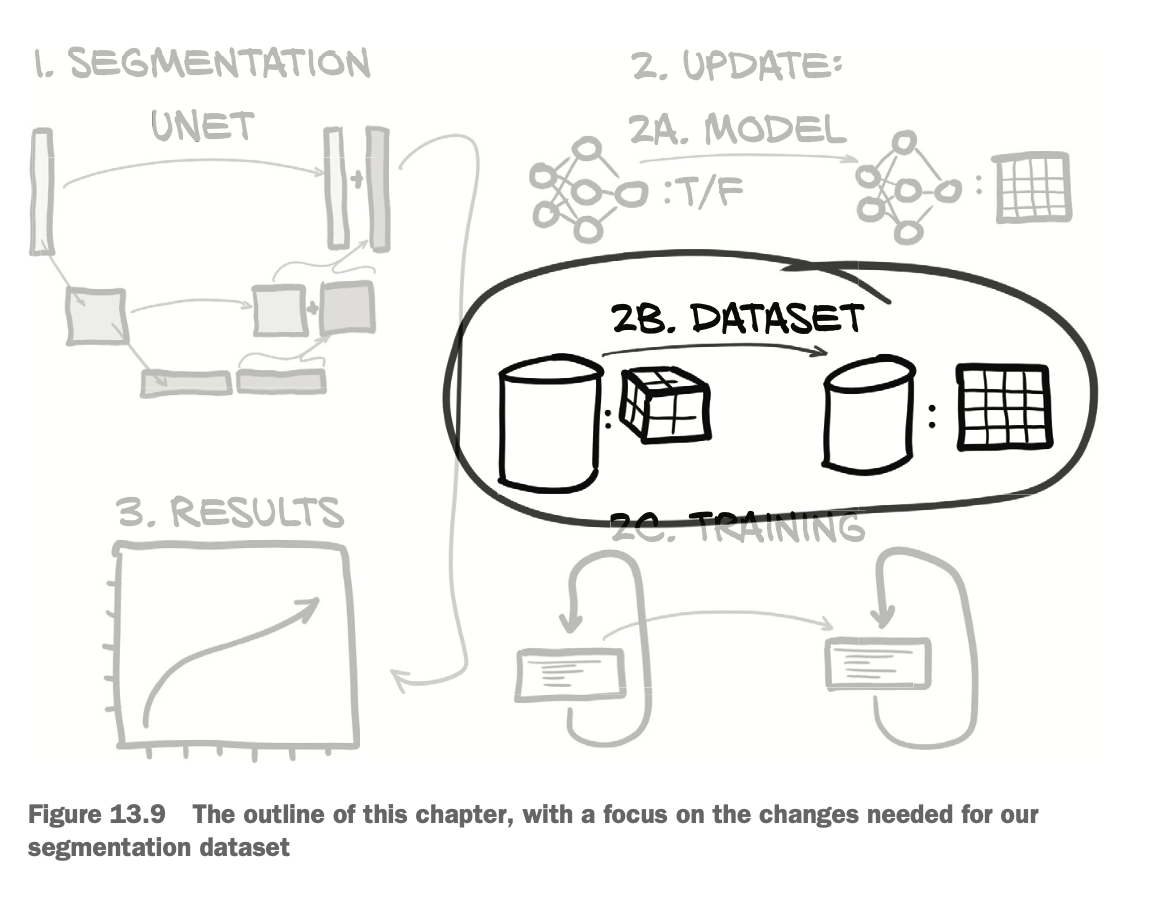 1. SEGMENTATION
UNET
+
+
2. UPDATE:
2A. MODEL
:T/F
:
2B. DATASET
:
:
2C. TRAINING
3. RESULTS
Figure 13.9 The outline of this chapter, with a focus on the changes needed for our
segmentation dataset